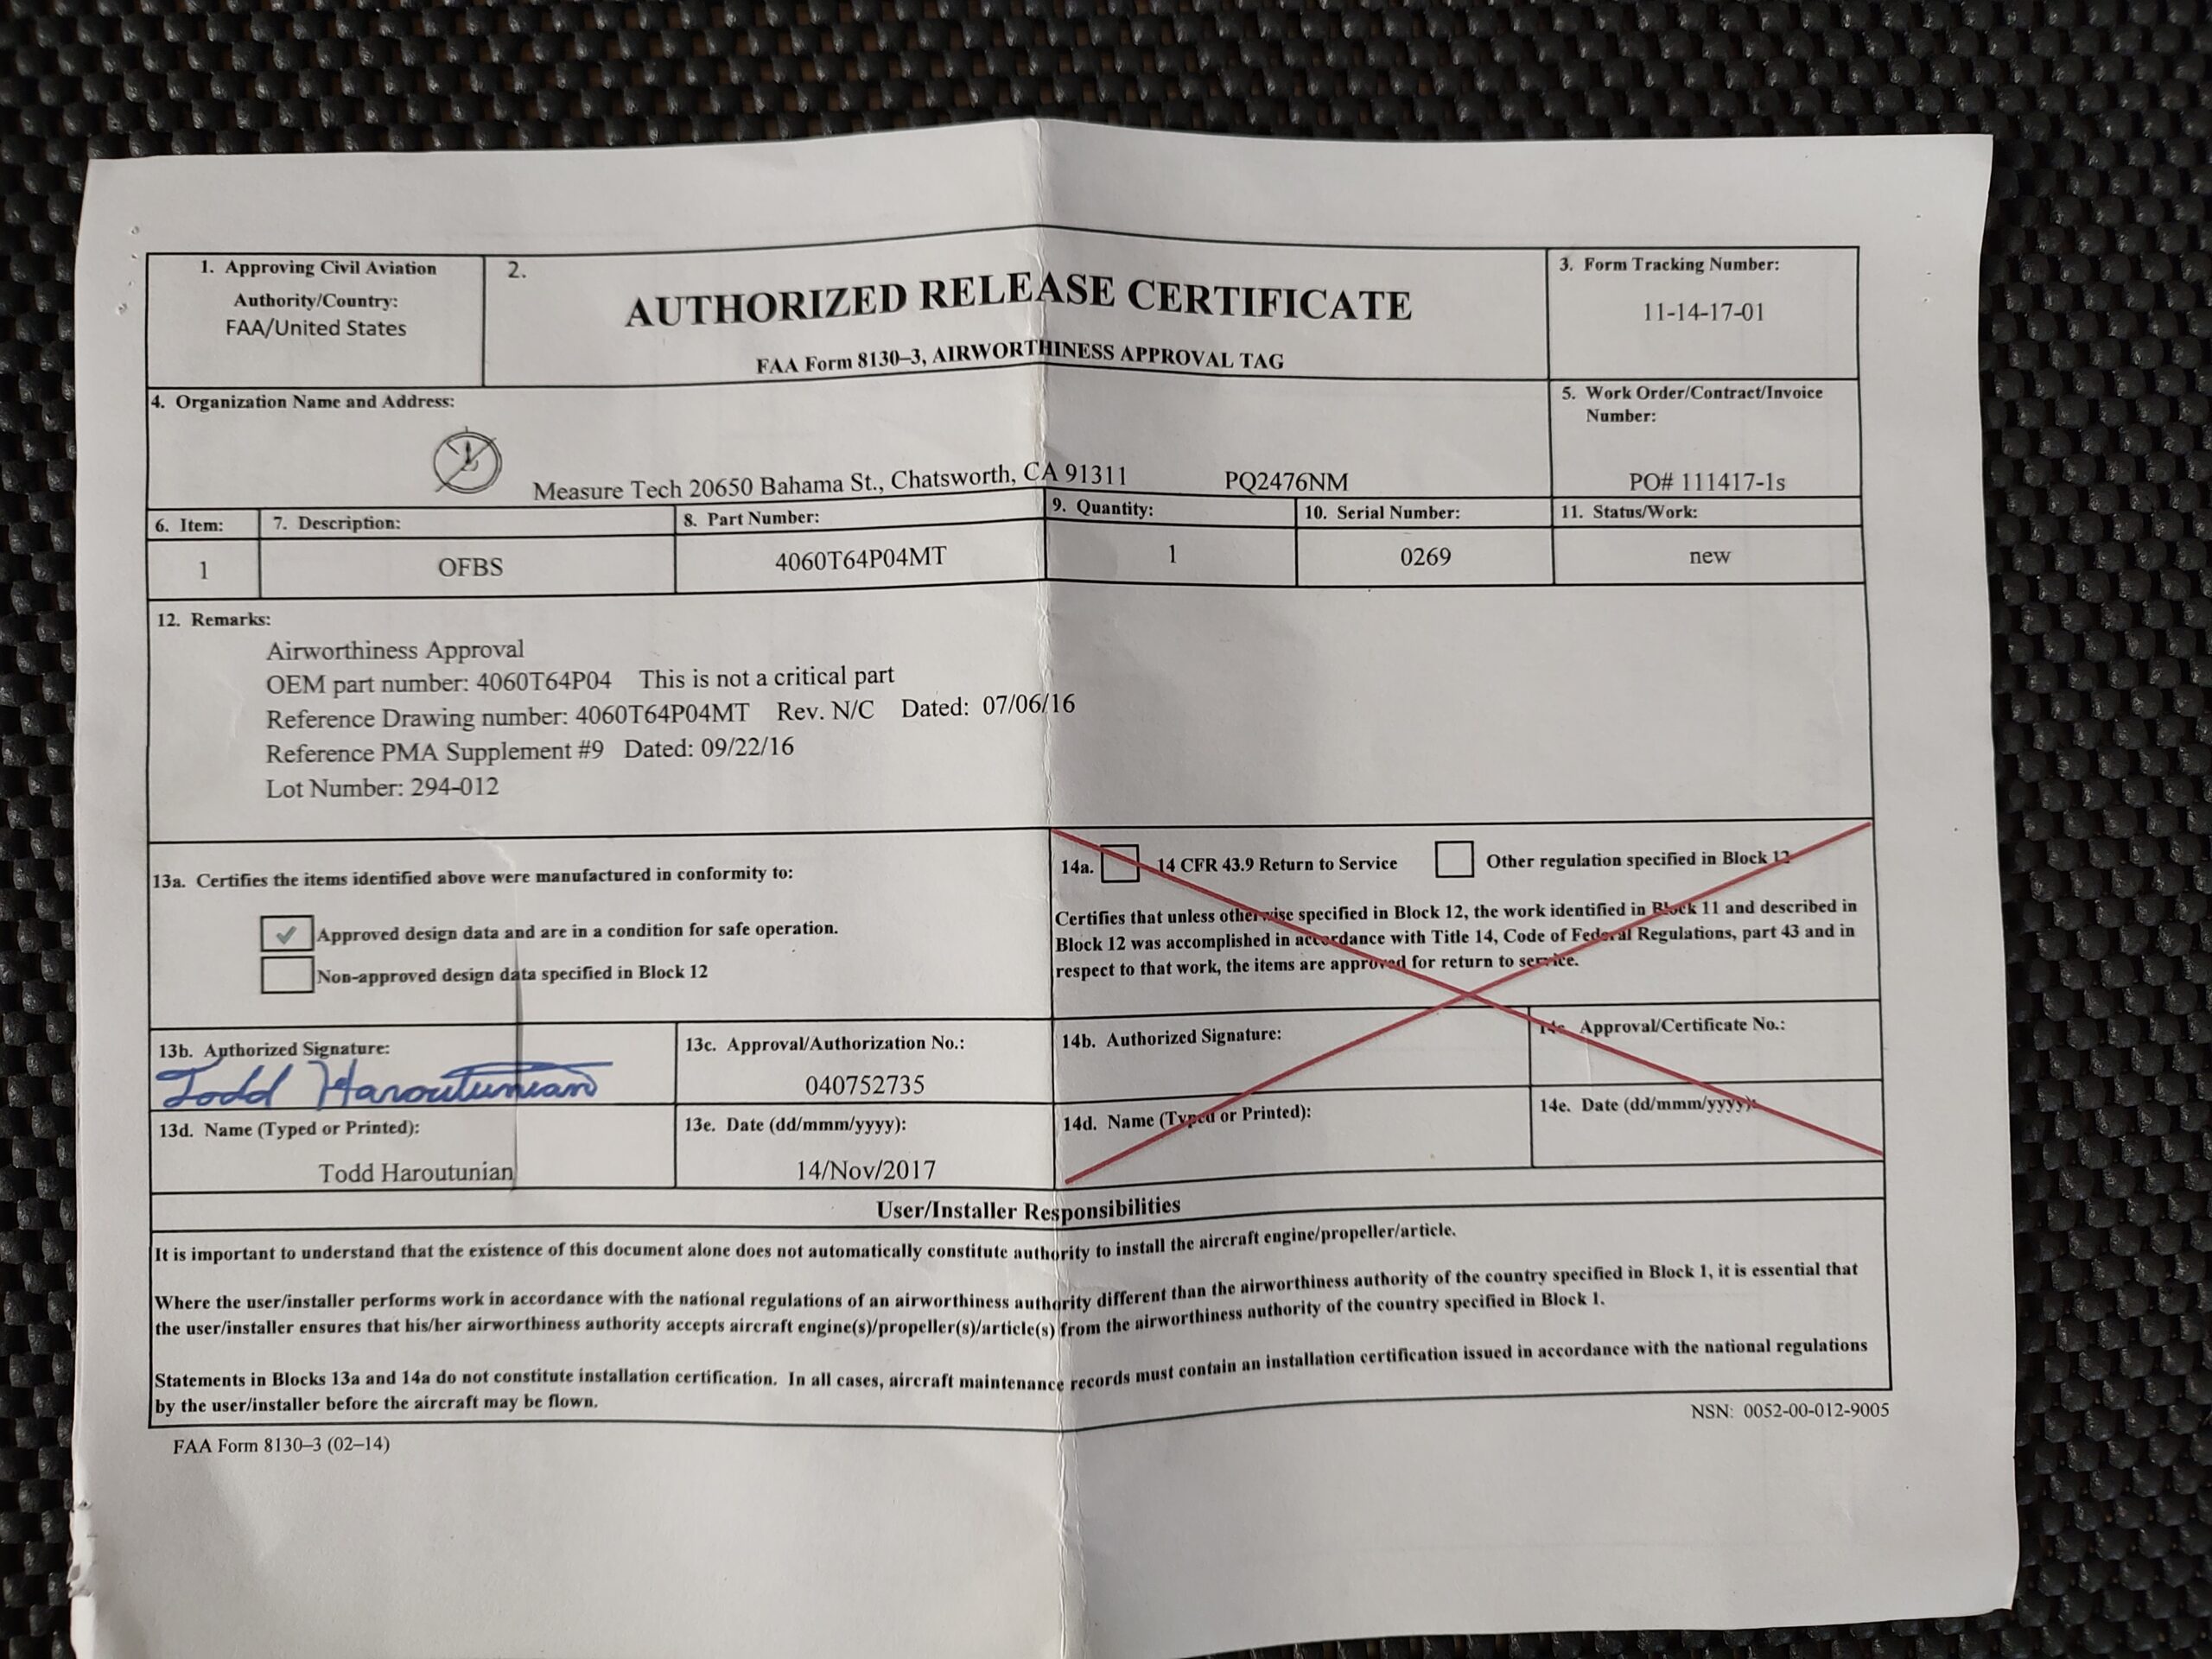 1. Approving Civil Aviation
Authority/Country:
FAA/United States
2.
AUTHORIZED RELEASE CERTIFICATE
FAA Form 8130–3, AIRWORTHINESS APPROVAL TAG
3. Form Tracking Number:
11-14-17-01
4. Organization Name and Address:
Measure Tech 20650 Bahama St., Chatsworth, CA 91311 PQ2476NM
5. Work Order/Contract/Invoice
Number:
PO# 111417-1s
6. Item:
1
7. Description:
OFBS
8. Part Number:
4060T64P04MT
9. Quantity:
1
10. Serial Number:
0269
11. Status/Work:
new
12. Remarks:
Airworthiness Approval
OEM part number: 4060T64P04 This is not a critical part
Reference Drawing number: 4060T64P04MT Rev. N/C Dated: 07/06/16
Reference PMA Supplement #9 Dated: 09/22/16
Lot Number: 294-012
13a. Certifies the items identified above were manufactured in conformity to:
Approved design data and are in a condition for safe operation.
Non-approved design data specified in Block 12
14a. 14 CFR 43.9 Return to Service Other regulation specified in Block 12
Certifies that unless otherwise specified in Block 12, the work identified in Block 11 and described in
Block 12 was accomplished in accordance with Title 14, Code of Federal Regulations, part 43 and in
respect to that work, the items are approved for return to service.
13b. Authorized Signature:
Todd Haroutunian
13c. Approval/Authorization No.:
040752735
14b. Authorized Signature:
14c. Approval/Certificate No.:
13d. Name (Typed or Printed):
Todd Haroutunian
13e. Date (dd/mmm/yyyy):
14/Nov/2017
14d. Name (Typed or Printed):
14e. Date (dd/mmm/yyyy):
User/Installer Responsibilities
It is important to understand that the existence of this document alone does not automatically constitute authority to install the aircraft engine/propeller/article.
Where the user/installer performs work in accordance with the national regulations of an airworthiness authority different than the airworthiness authority of the country specified in Block 1, it is essential that
the user/installer ensures that his/her airworthiness authority accepts aircraft engine(s)/propeller(s)/article(s) from the airworthiness authority of the country specified in Block 1.
Statements in Blocks 13a and 14a do not constitute installation certification. In all cases, aircraft maintenance records must contain an installation certification issued in accordance with the national regulations
by the user/installer before the aircraft may be flown.
FAA Form 8130–3 (02–14)
NSN: 0052-00-012-9005